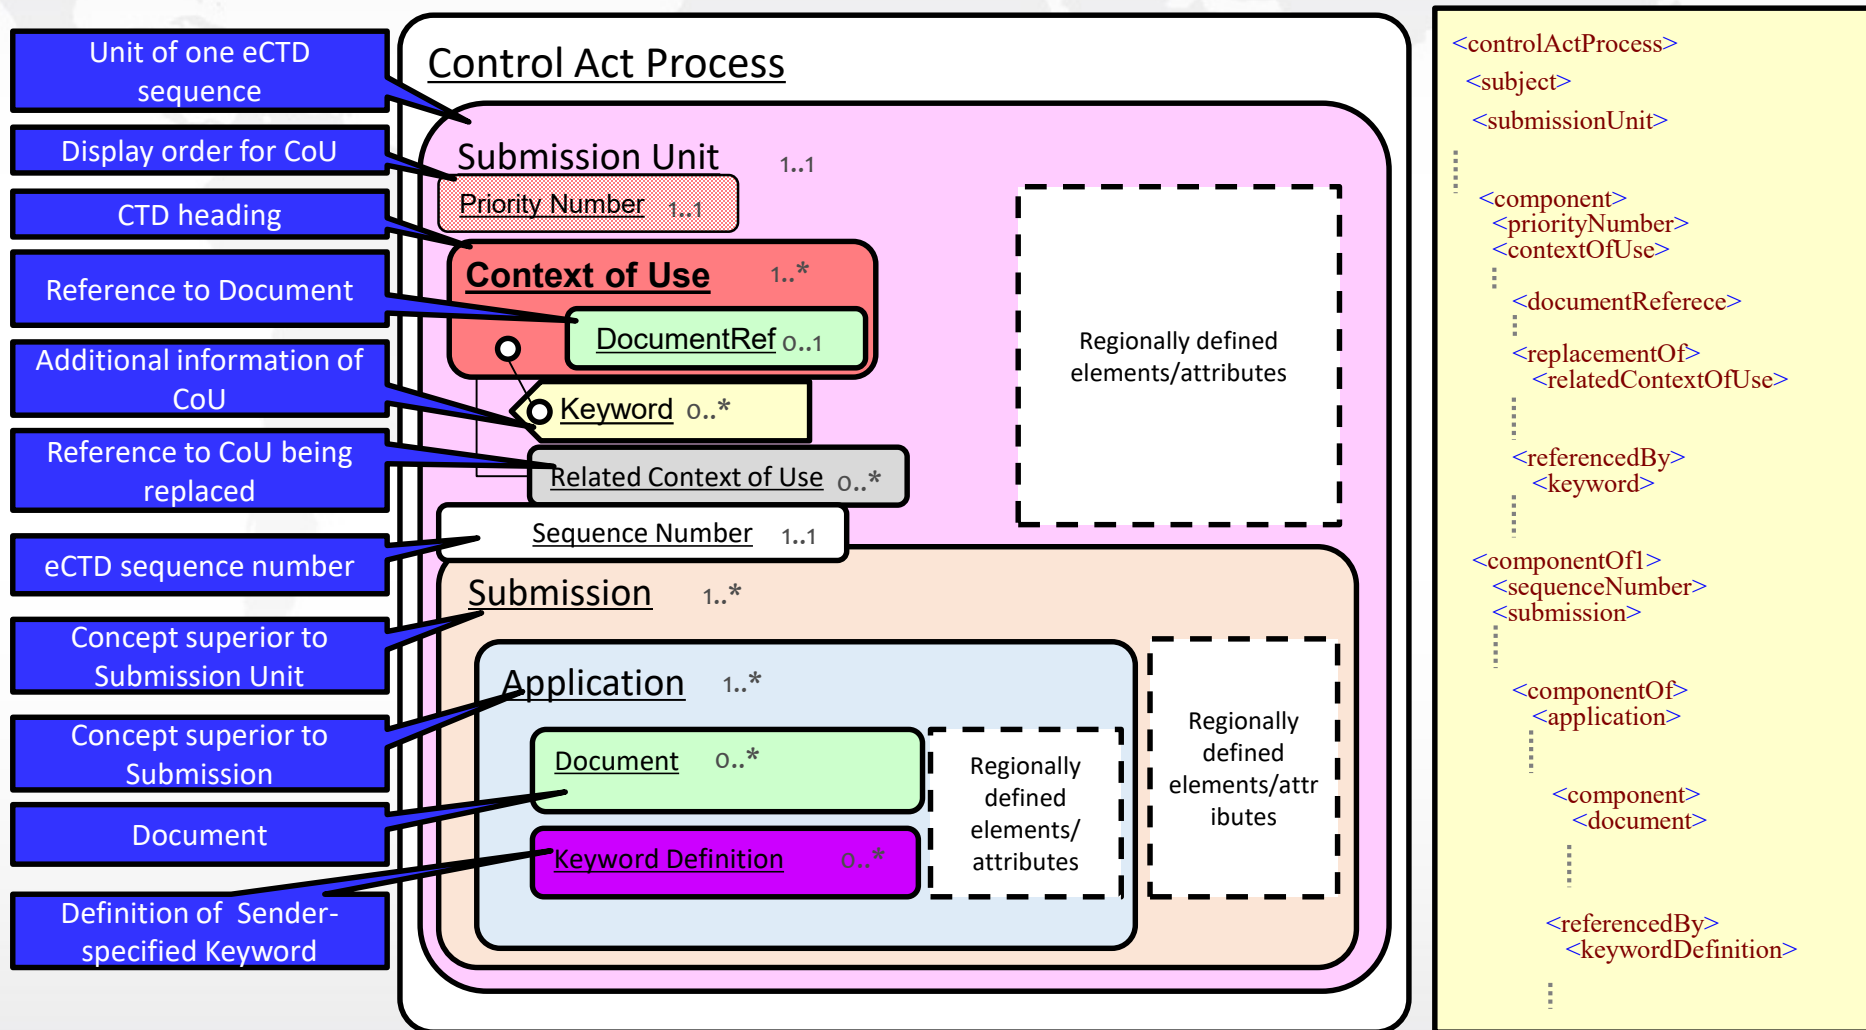 Unit of one eCTD
sequence
Display order for CoU
CTD heading
Reference to Document
Additional information of
CoU
Reference to CoU being
replaced
eCTD sequence number
Concept superior to
Submission Unit
Concept superior to
Submission
Document
Definition of Sender-
specified Keyword
Control Act Process
Submission Unit 1..1
Priority Number 1..1
Context of Use 1..*
DocumentRef 0..1
Keyword 0..*
Related Context of Use 0..*
Sequence Number 1..1
Submission 1..*
Application 1..*
Document 0..*
Keyword Definition 0..*
Regionally defined
elements/attributes
Regionally
defined
elements/
attributes
Regionally
defined
elements/attr
ibutes
<controlActProcess>
<subject>
<submissionUnit>
<component>
<priorityNumber>
<contextOfUse>
<documentReferece>
<replacementOf>
<relatedContextOfUse>
<referencedBy>
<keyword>
<componentOf1>
<sequenceNumber>
<submission>
<componentOf>
<application>
<component>
<document>
<referencedBy>
<keywordDefinition>